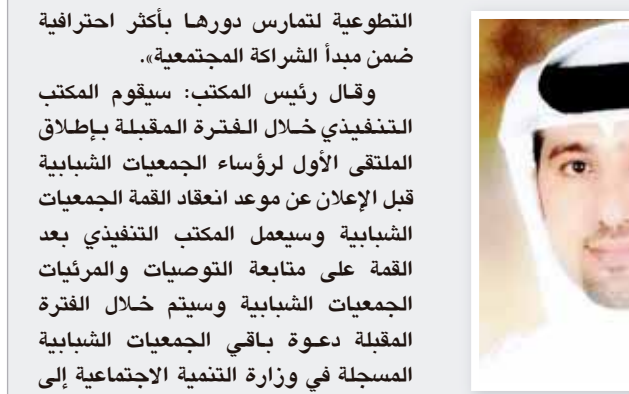 التطوعية لتمارس دورها بأكثر احترافية
ضمن مبدأ الشراكة المجتمعية».
وقال رئيس المكتب: سيقوم المكتب
التنفيذي خلال الفترة المقبلة بإطلاق
الملتقى الأول لرؤساء الجمعيات الشبابية
قبل الإعلان عن موعد انعقاد القمة الجمعيات
الشبابية وسيعمل المكتب التنفيذي بعد
القمة على متابعة التوصيات والمرئيات
الجمعيات الشبابية وسيتم خلال الفترة
المقبلة دعوة باقي الجمعيات الشبابية
المسجلة في وزارة التنمية الاجتماعية إلى